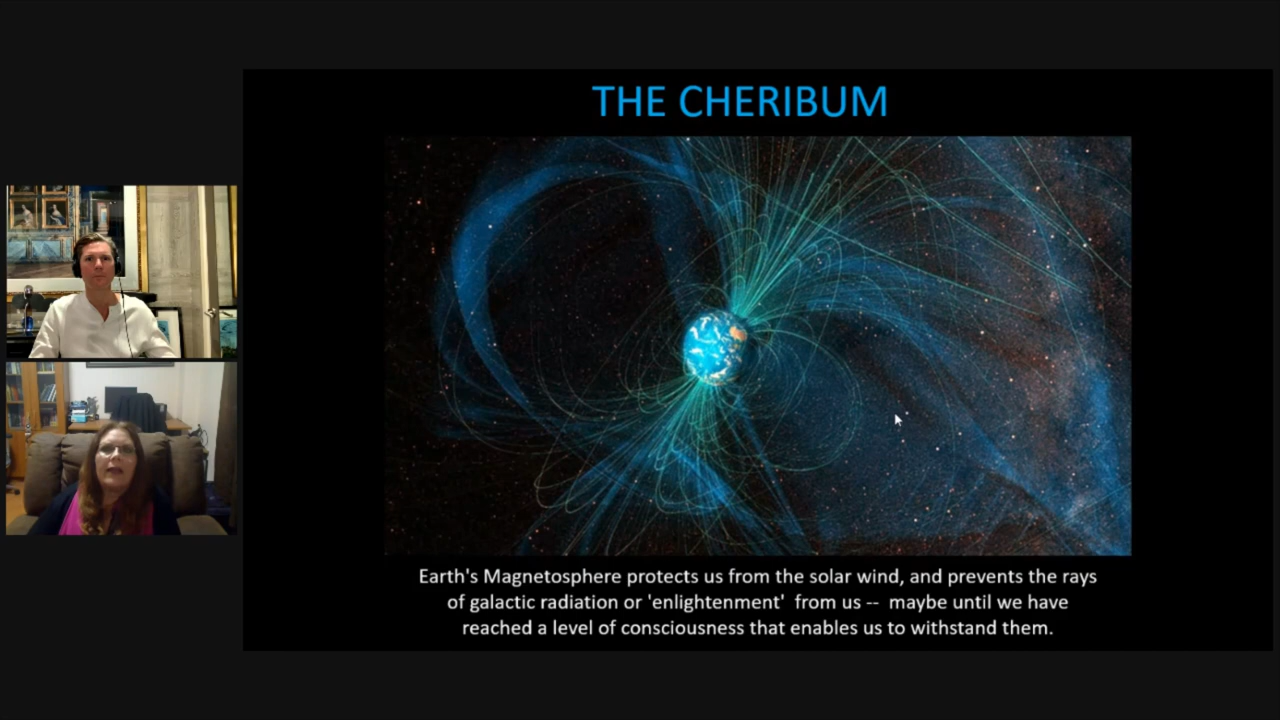 THE CHERIBUM
Earth's Magnetosphere protects us from the solar wind, and prevents the rays
of galactic radiation or 'enlightenment'  from us --  maybe until we have
reached a level of consciousness that enables us to withstand them.